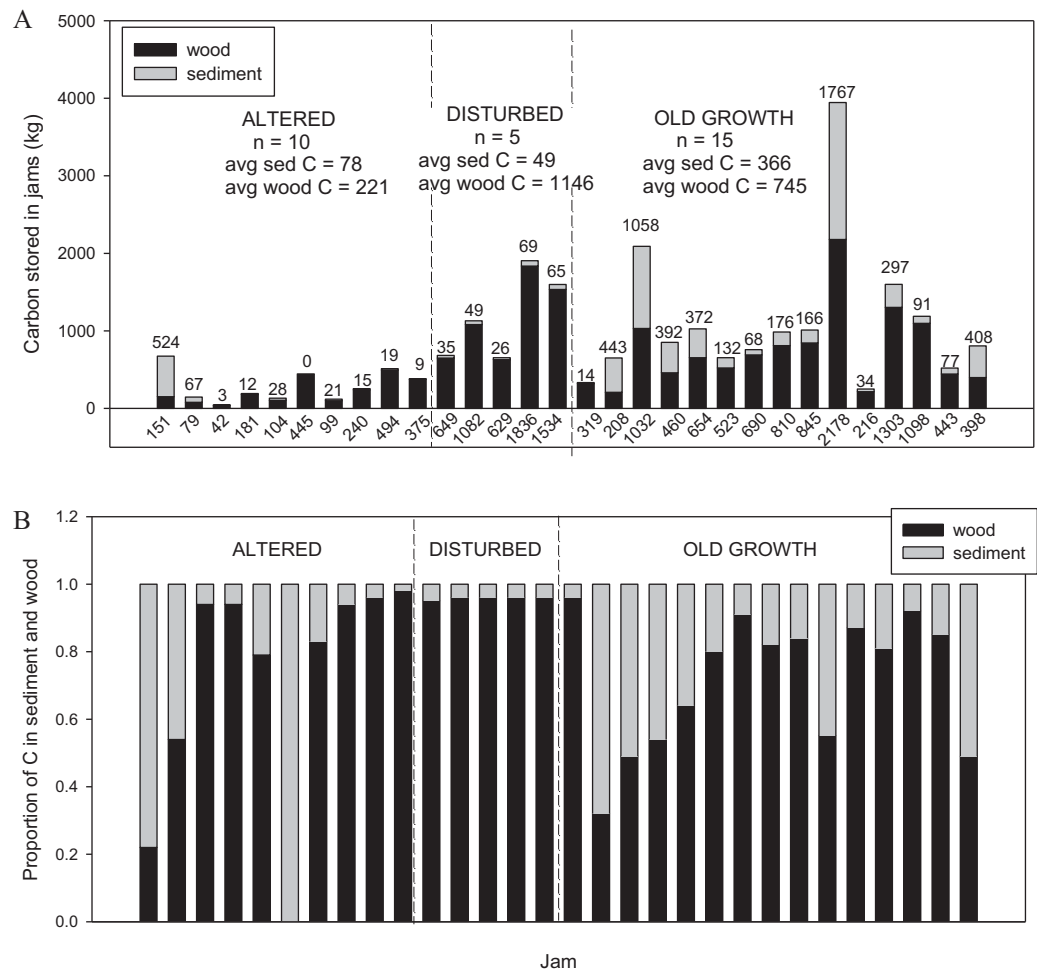 A
5000
4000
3000
2000
1000
0
Carbon stored in jams (kg)
wood
sediment
ALTERED
n = 10
avg sed C = 78
avg wood C = 221
DISTURBED
n = 5
avg sed C = 49
avg wood C = 1146
OLD GROWTH
n = 15
avg sed C = 366
avg wood C = 745
524 67 3 12 28 0 21 15 19 9 35 49 26 69 65 14 443 1058 392 372 132 68 176 166 1767 34 297 91 77 408
151 79 42 181 104 445 99 240 494 375 649 1082 629 1836 1534 319 208 1032 460 654 523 690 810 845 2178 216 1303 1098 443 398
B
1.2
1.0
0.8
0.6
0.4
0.2
0.0
Proportion of C in sediment and wood
ALTERED
DISTURBED
OLD GROWTH
wood
sediment
Jam